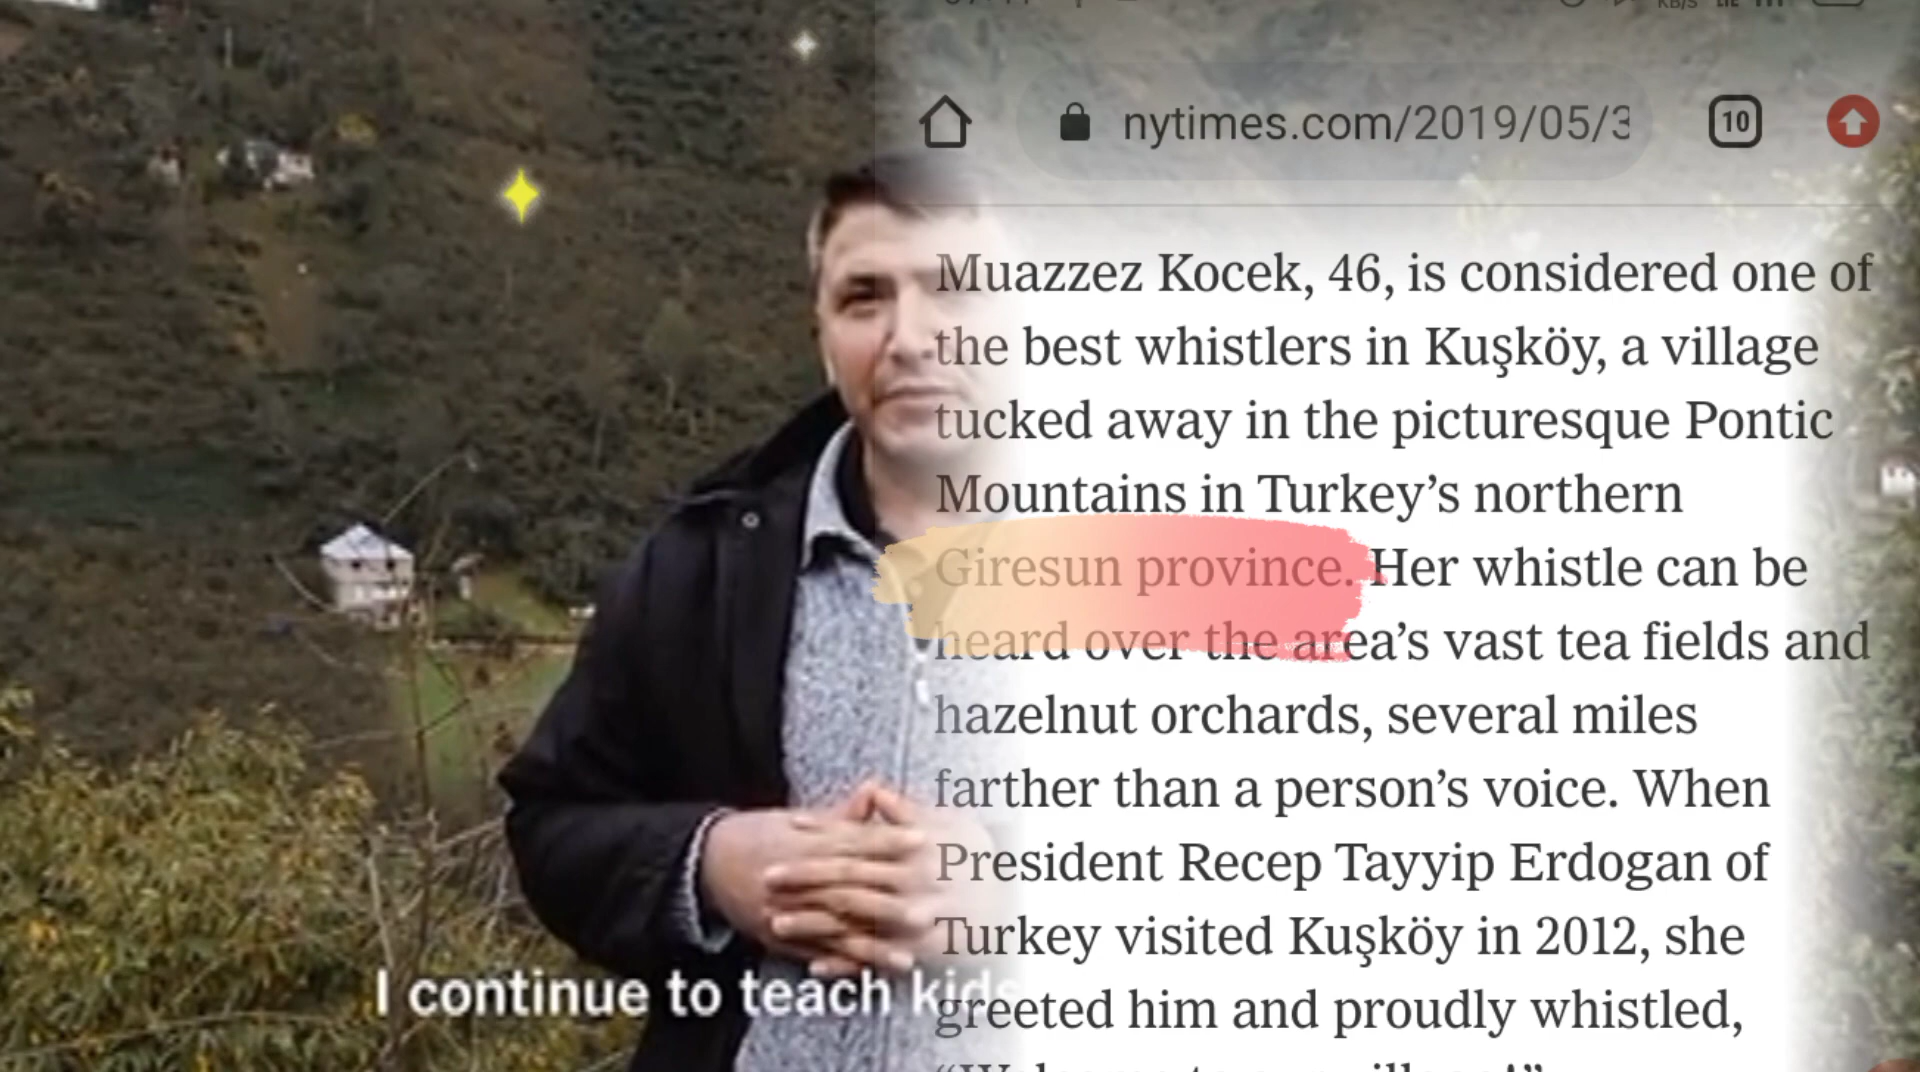 nytimes.com/2019/05/3
10
Muazzez Kocek, 46, is considered one of
the best whistlers in Kuşköy, a village
tucked away in the picturesque Pontic
Mountains in Turkey’s northern
Giresun province. Her whistle can be
heard over the area’s vast tea fields and
hazelnut orchards, several miles
farther than a person’s voice. When
President Recep Tayyip Erdogan of
Turkey visited Kuşköy in 2012, she
greeted him and proudly whistled,
I continue to teach kids